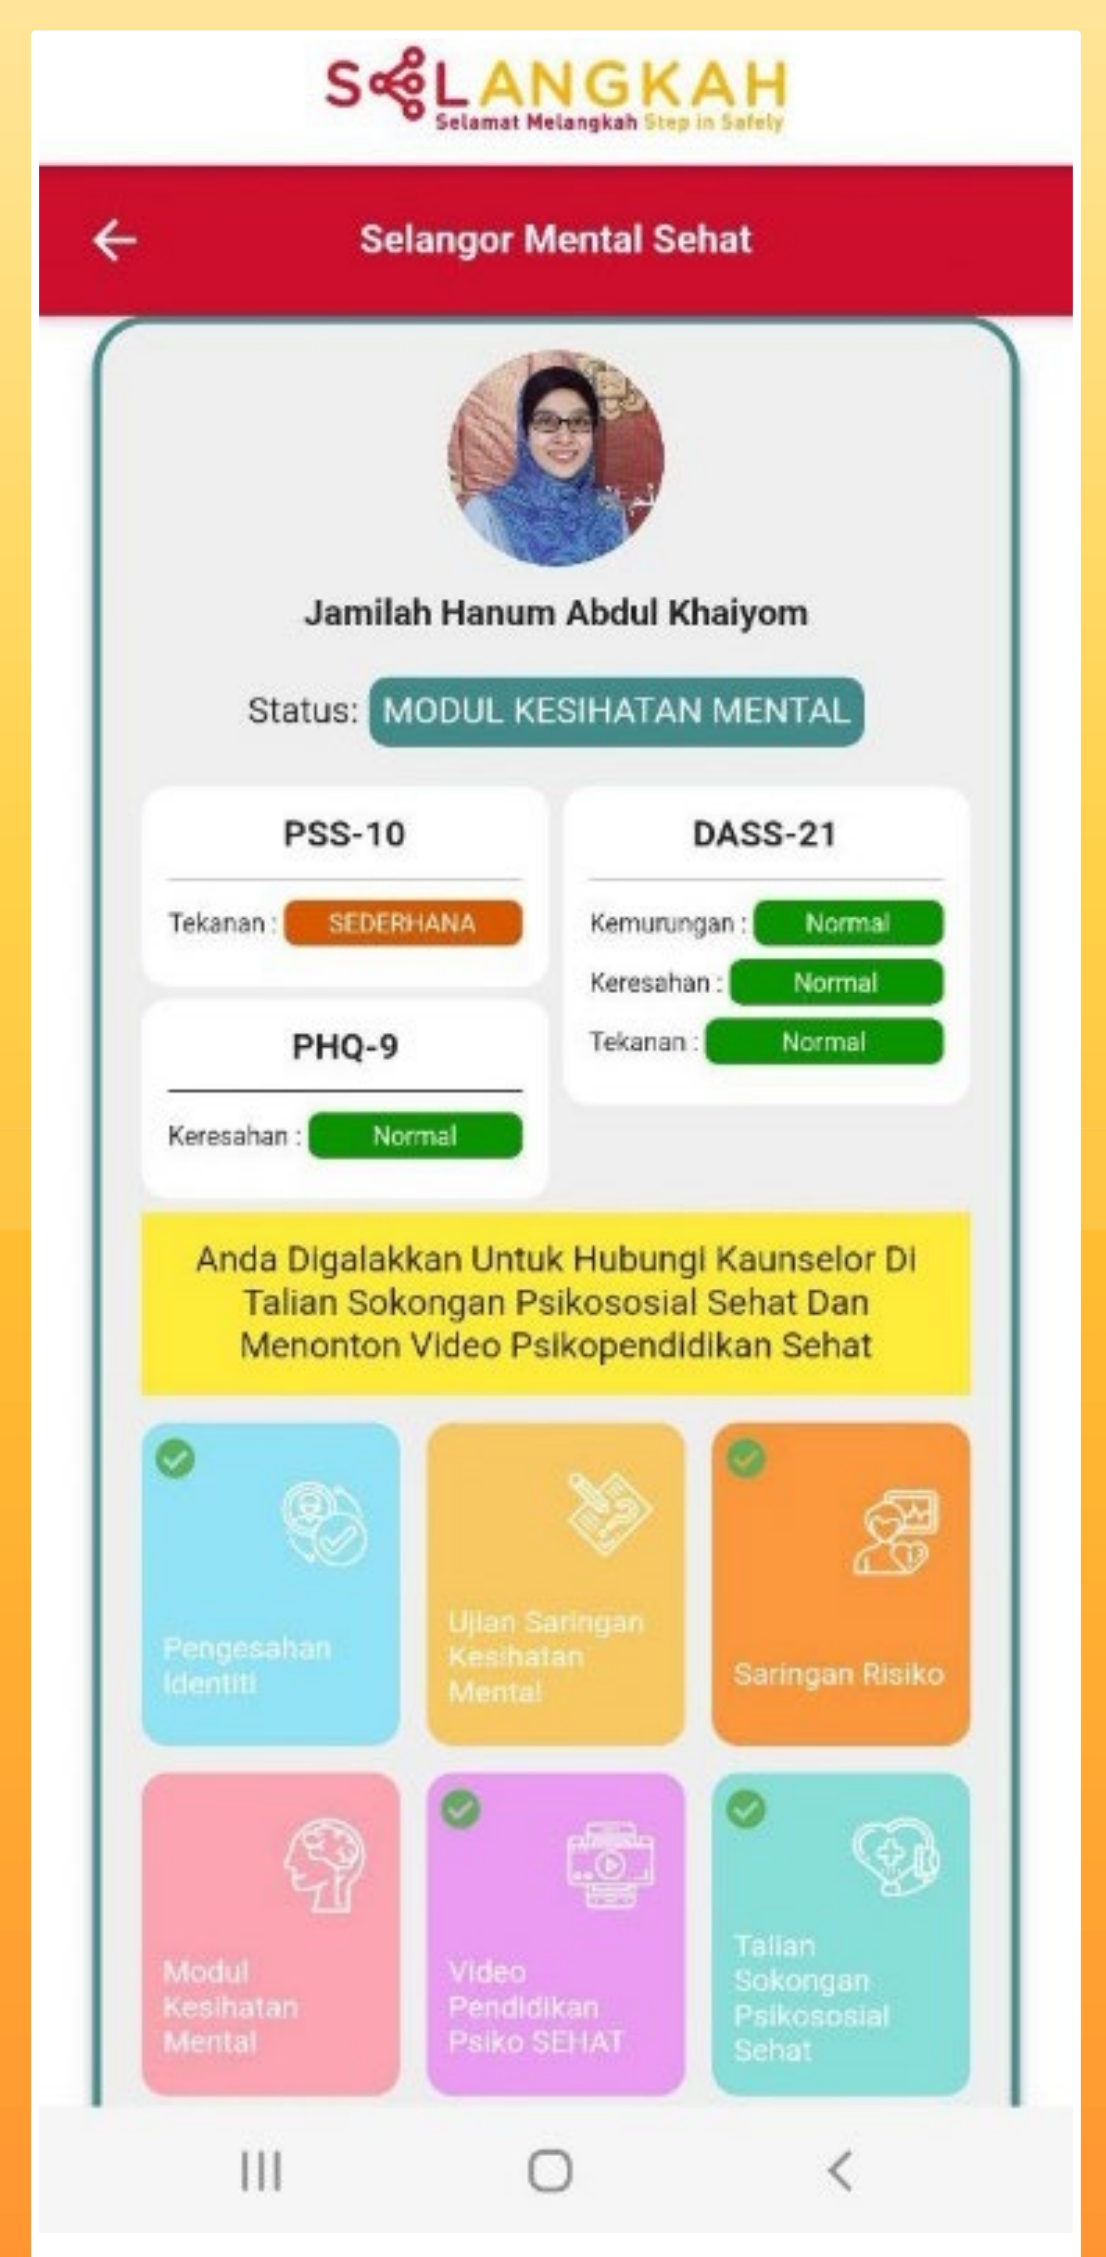 SELANGKAH
Selamat Melangkah Step in Safely
Selangor Mental Sehat
Jamilah Hanum Abdul Khaiyom
Status: MODUL KESIHATAN MENTAL
PSS-10
Tekanan : SEDERHANA
DASS-21
Kemurungan : Normal
Keresahan : Normal
Tekanan : Normal
PHQ-9
Keresahan : Normal
Anda Digalakkan Untuk Hubungi Kaunselor Di
Talian Sokongan Psikososial Sehat Dan
Menonton Video Psikopendidikan Sehat
Pengesahan
Identiti
Ujian Saringan
Kesihatan
Mental
Saringan Risiko
Modul
Kesihatan
Mental
Video
Pendidikan
Psiko SEHAT
Talian
Sokongan
Psikososial
Sehat